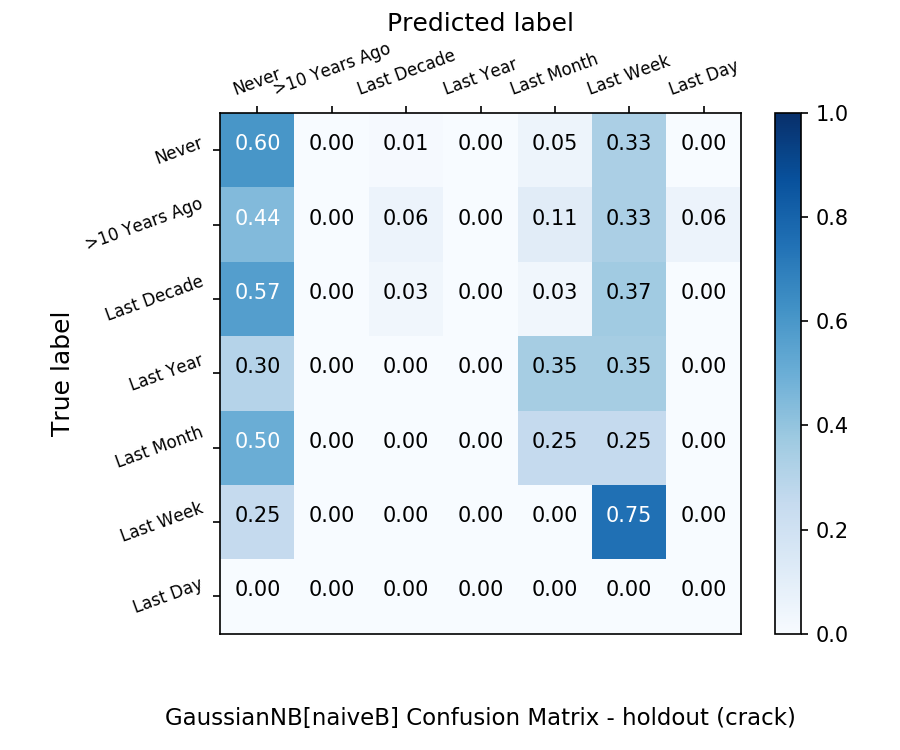 Predicted label
Never
>10 Years Ago
Last Decade
Last Year
Last Month
Last Week
Last Day
True label
Never 0.60 0.00 0.01 0.00 0.05 0.33 0.00
>10 Years Ago 0.44 0.00 0.06 0.00 0.11 0.33 0.06
Last Decade 0.57 0.00 0.03 0.00 0.03 0.37 0.00
Last Year 0.30 0.00 0.00 0.00 0.35 0.35 0.00
Last Month 0.50 0.00 0.00 0.00 0.25 0.25 0.00
Last Week 0.25 0.00 0.00 0.00 0.00 0.75 0.00
Last Day 0.00 0.00 0.00 0.00 0.00 0.00 0.00
1.0
0.8
0.6
0.4
0.2
0.0
GaussianNB[naiveB] Confusion Matrix - holdout (crack)